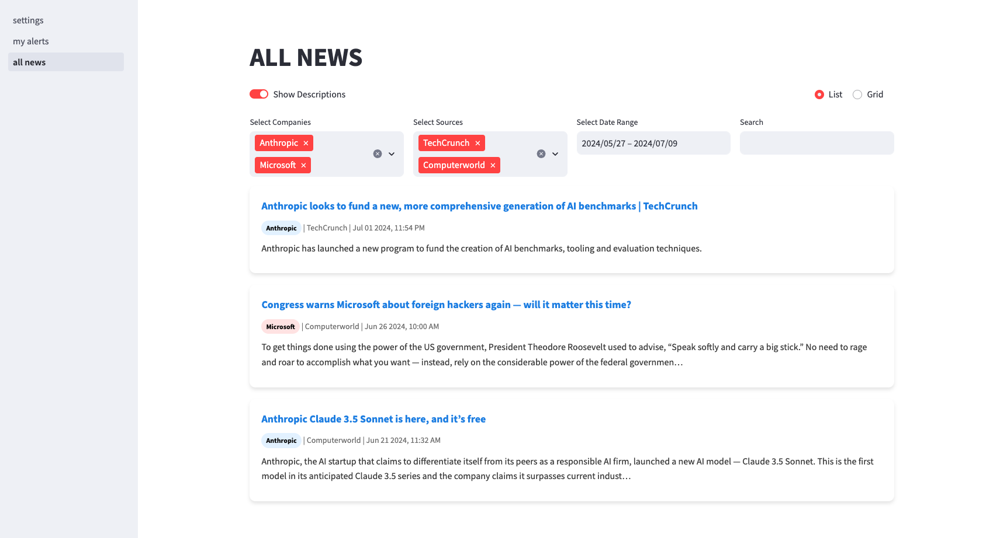 settings
my alerts
all news
ALL NEWS
Show Descriptions
List
Grid
Select Companies
Anthropic ×
Microsoft ×
Select Sources
TechCrunch ×
Computerworld ×
Select Date Range
2024/05/27 – 2024/07/09
Search
Anthropic looks to fund a new, more comprehensive generation of AI benchmarks | TechCrunch
Anthropic | TechCrunch | Jul 01 2024, 11:54 PM
Anthropic has launched a new program to fund the creation of AI benchmarks, tooling and evaluation techniques.
Congress warns Microsoft about foreign hackers again — will it matter this time?
Microsoft | Computerworld | Jun 26 2024, 10:00 AM
To get things done using the power of the US government, President Theodore Roosevelt used to advise, “Speak softly and carry a big stick.” No need to rage
and roar to accomplish what you want — instead, rely on the considerable power of the federal governmen…
Anthropic Claude 3.5 Sonnet is here, and it’s free
Anthropic | Computerworld | Jun 21 2024, 11:32 AM
Anthropic, the AI startup that claims to differentiate itself from its peers as a responsible AI firm, launched a new AI model — Claude 3.5 Sonnet. This is the first
model in its anticipated Claude 3.5 series and the company claims it surpasses current indust…